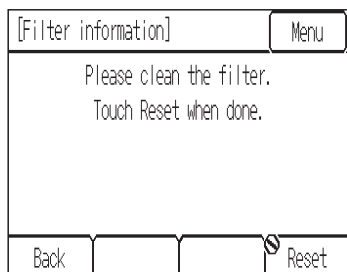 [Filter information]
Menu
Please clean the filter.
Touch Reset when done.
Back
Reset